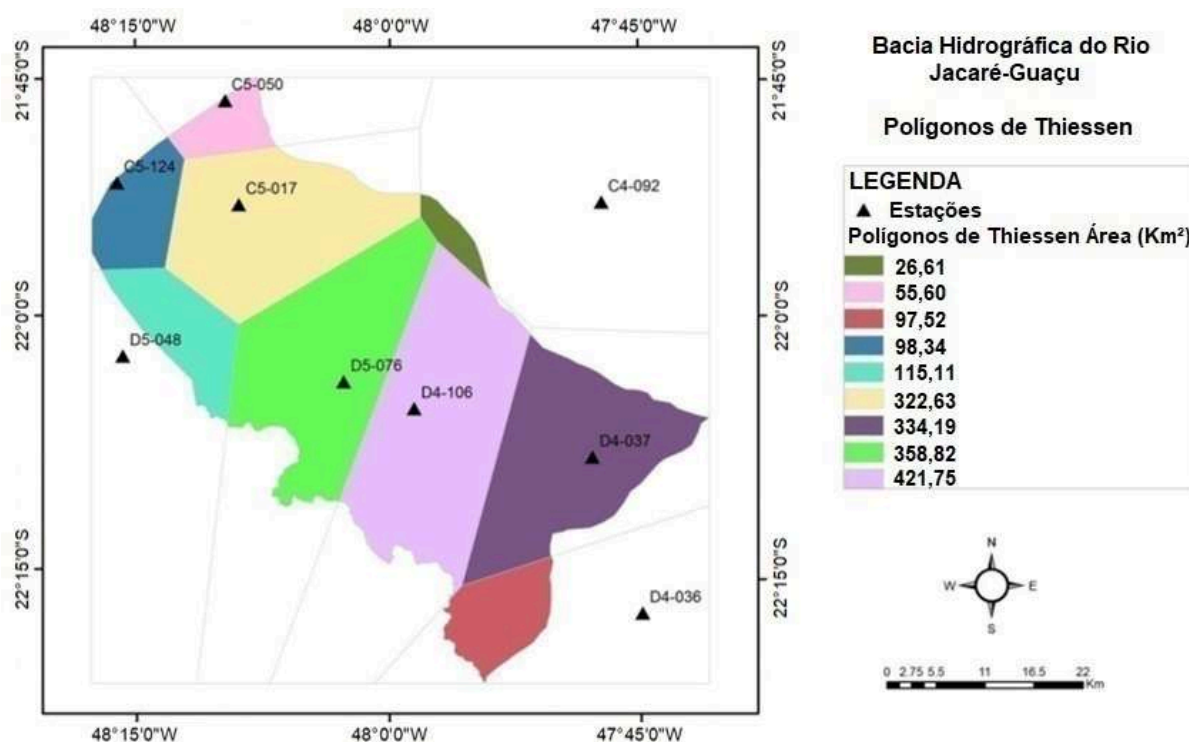 48°15'0"W
48°0'0"W
47°45'0"W
21°45'0"S
22°0'0"S
22°15'0"S
C5-050
C5-124
C5-017
C4-092
D5-048
D5-076
D4-106
D4-037
D4-036
21°45'0"S
22°0'0"S
22°15'0"S
48°15'0"W
48°0'0"W
47°45'0"W
Bacia Hidrográfica do Rio
Jacaré-Guaçu
Polígonos de Thiessen
LEGENDA
Estações
Polígonos de Thiessen Área (Km²)
26,61
55,60
97,52
98,34
115,11
322,63
334,19
358,82
421,75
N
W E
S
0 2.75 5.5 11 16.5 22
Km